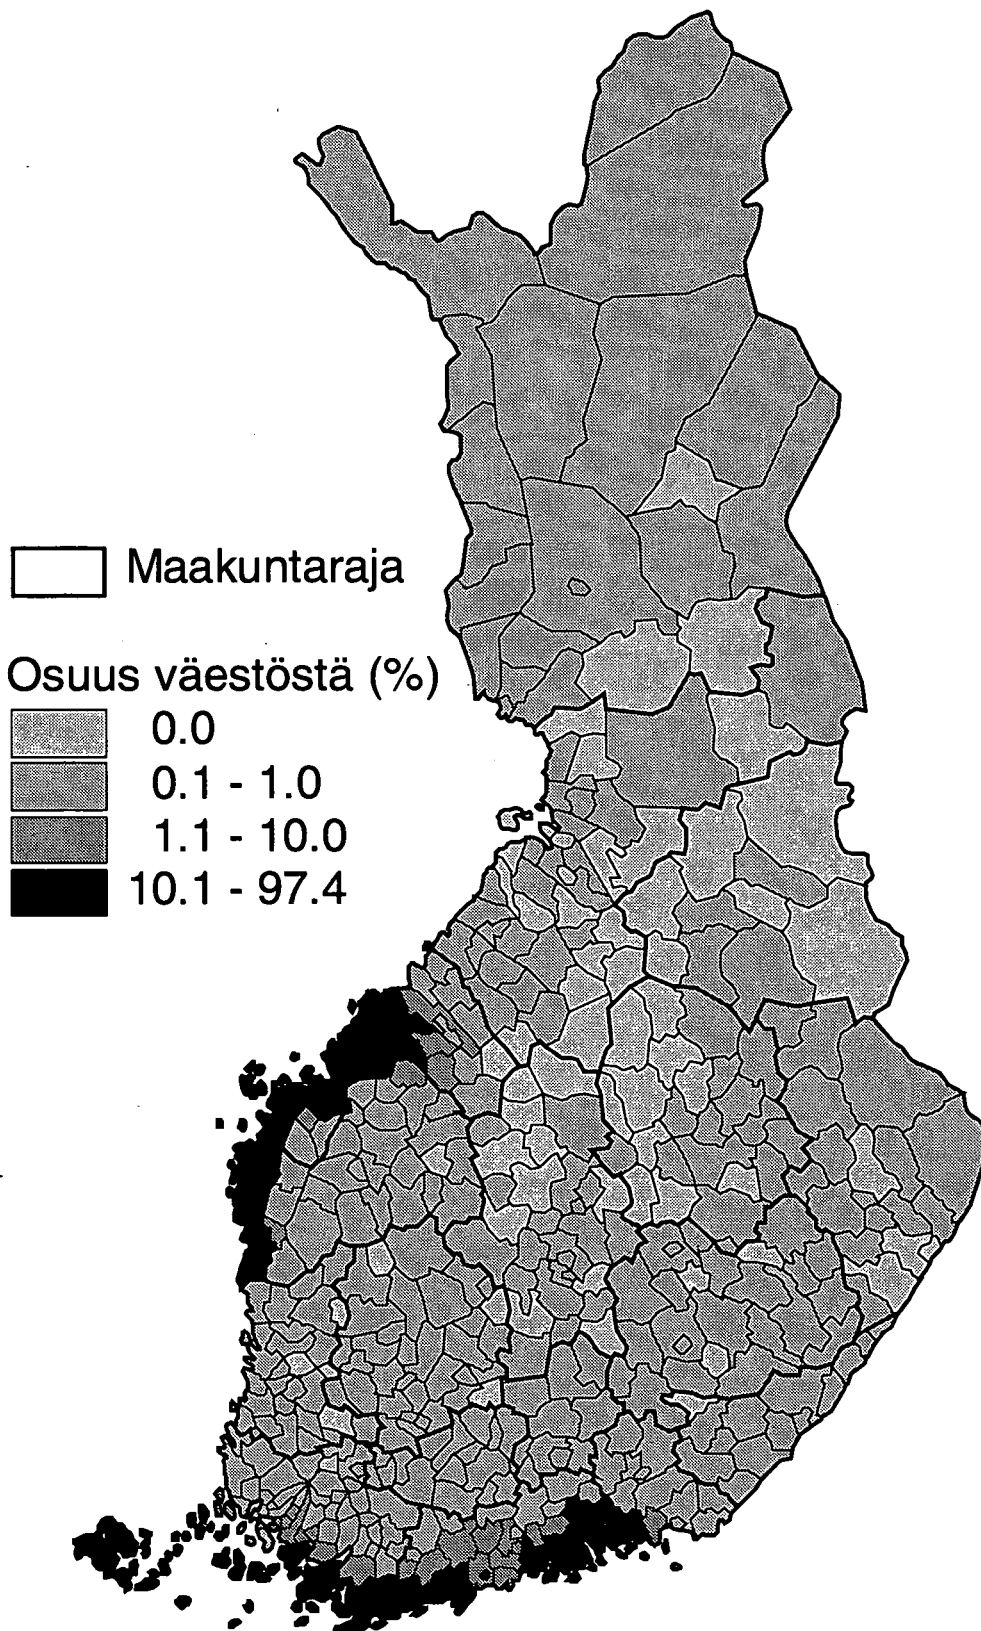 Maakuntaraja
Osuus väestöstä (%)
0.0
0.1 - 1.0
1.1 - 10.0
10.1 - 97.4